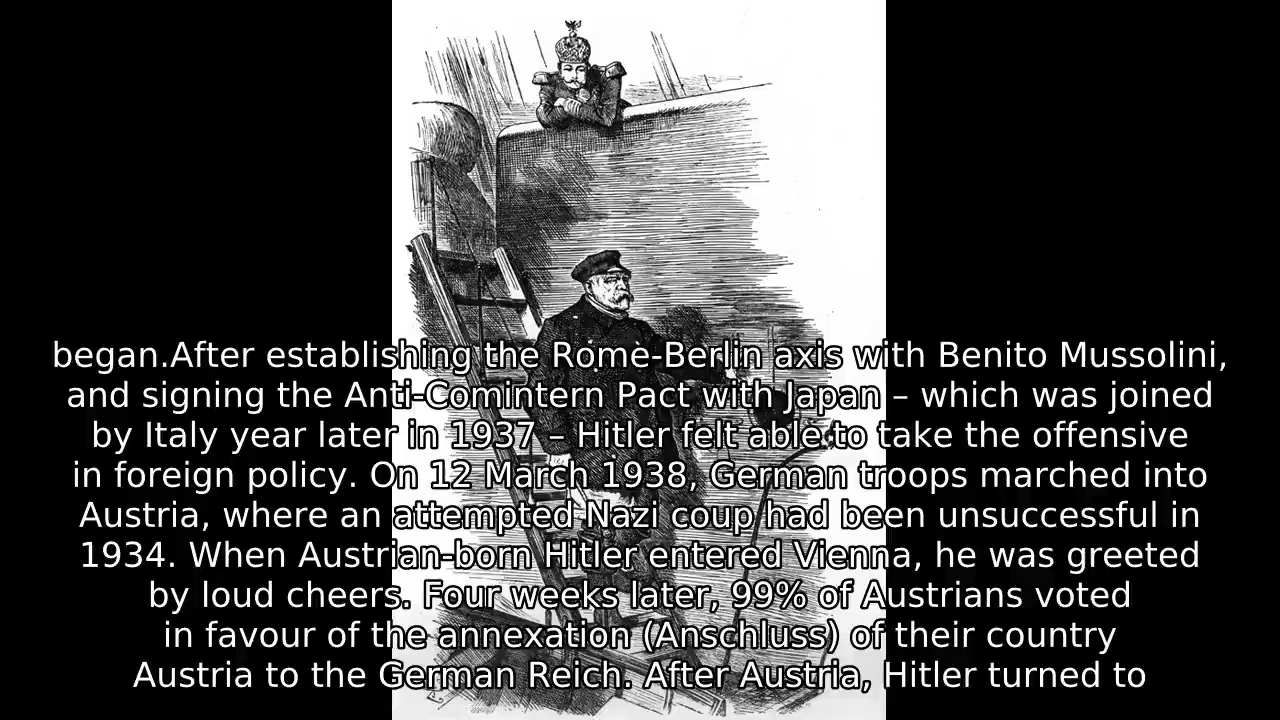 began.After establishing the Rome-Berlin axis with Benito Mussolini,
and signing the Anti-Comintern Pact with Japan – which was joined
by Italy year later in 1937 – Hitler felt able to take the offensive
in foreign policy. On 12 March 1938, German troops marched into
Austria, where an attempted Nazi coup had been unsuccessful in
1934. When Austrian-born Hitler entered Vienna, he was greeted
by loud cheers. Four weeks later, 99% of Austrians voted
in favour of the annexation (Anschluss) of their country
Austria to the German Reich. After Austria, Hitler turned to